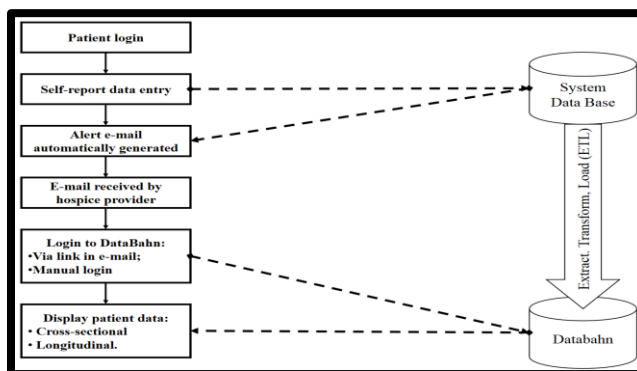 Patient login
Self-report data entry
Alert e-mail
automatically generated
E-mail received by
hospice provider
Login to DataBahn:
•Via link in e-mail;
•Manual login
Display patient data:
• Cross-sectional
• Longitudinal.
System
Data Base
Extract. Transform, Load (ETL)
Databahn